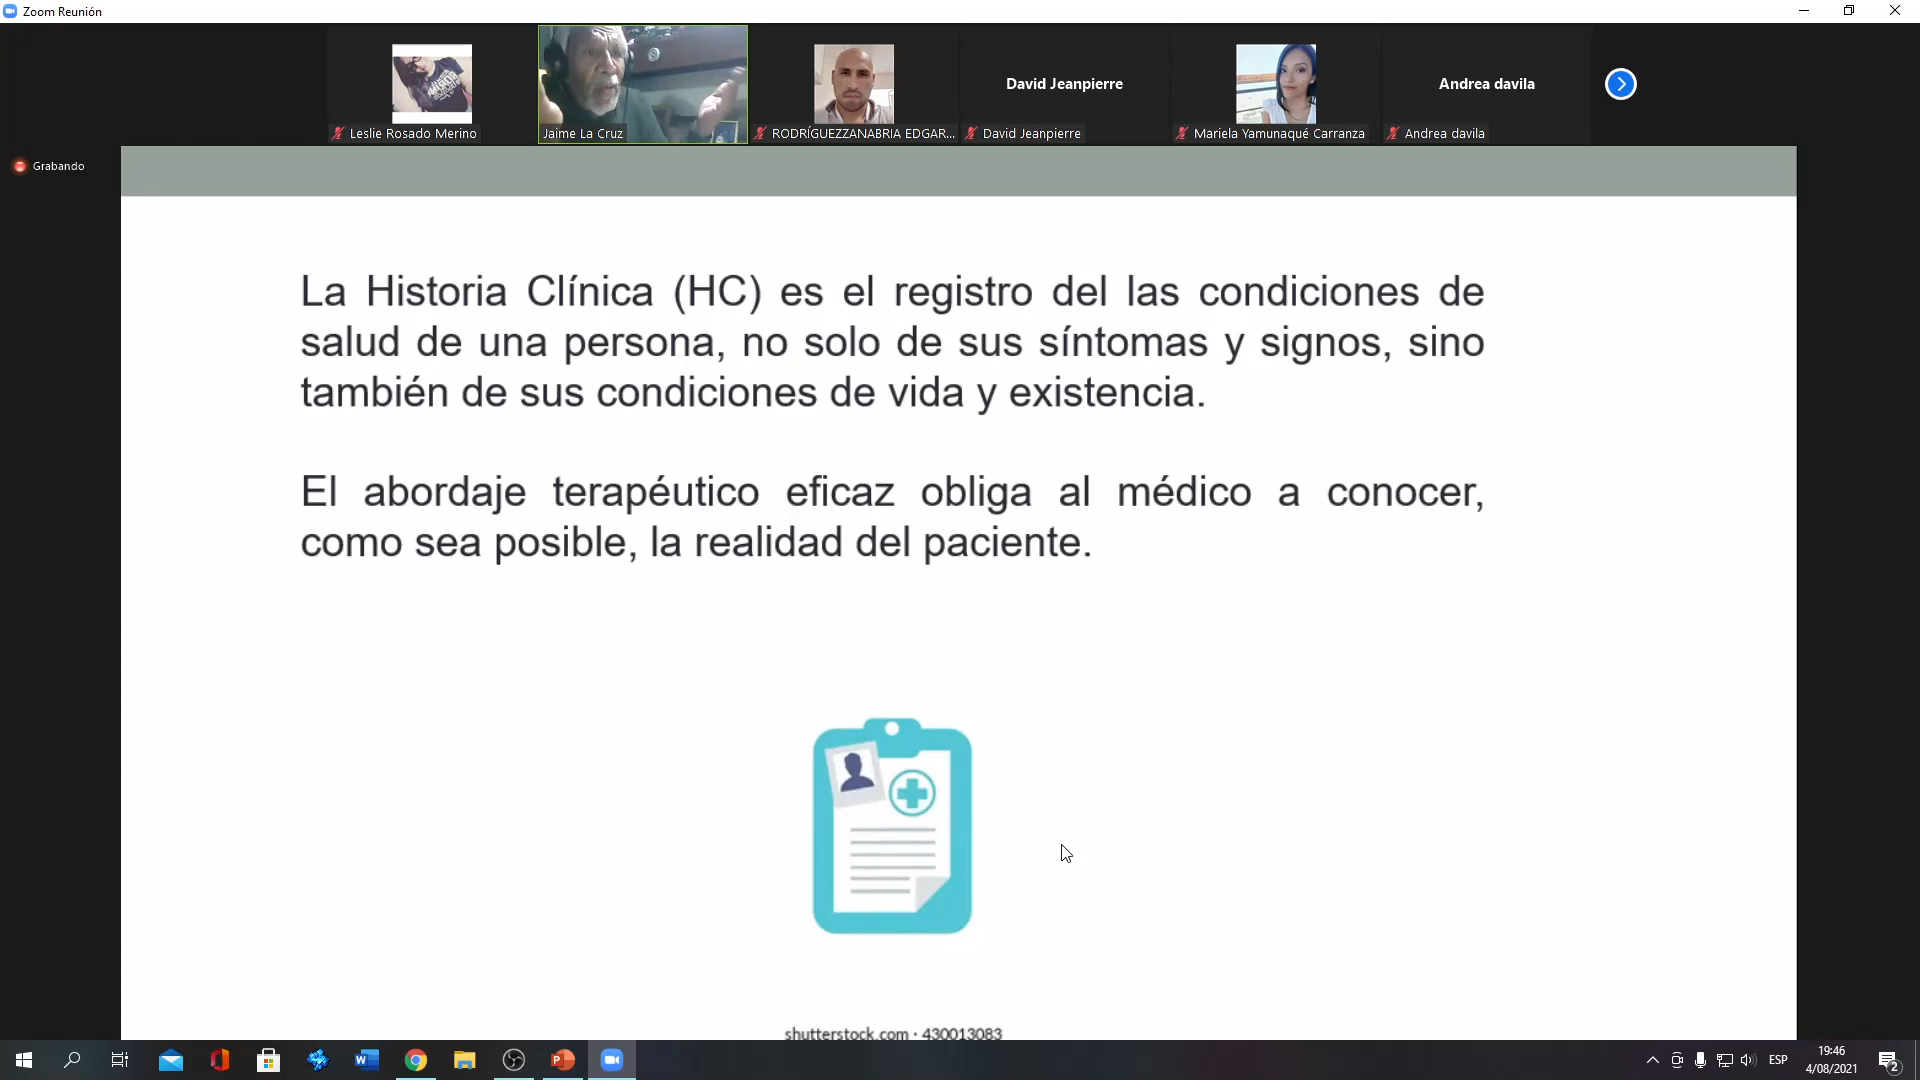 Zoom Reunión
David Jeanpierre
Andrea davila
Leslie Rosado Merino
Jaime La Cruz
RODRÍGUEZZANABRIA EDGAR...
David Jeanpierre
Mariela Yamunaqué Carranza
Andrea davila
Grabando
La Historia Clínica (HC) es el registro del las condiciones de
salud de una persona, no solo de sus síntomas y signos, sino
también de sus condiciones de vida y existencia.
El abordaje terapéutico eficaz obliga al médico a conocer,
como sea posible, la realidad del paciente.
shutterstock.com · 430013083
ESP
19:46
4/08/2021
2